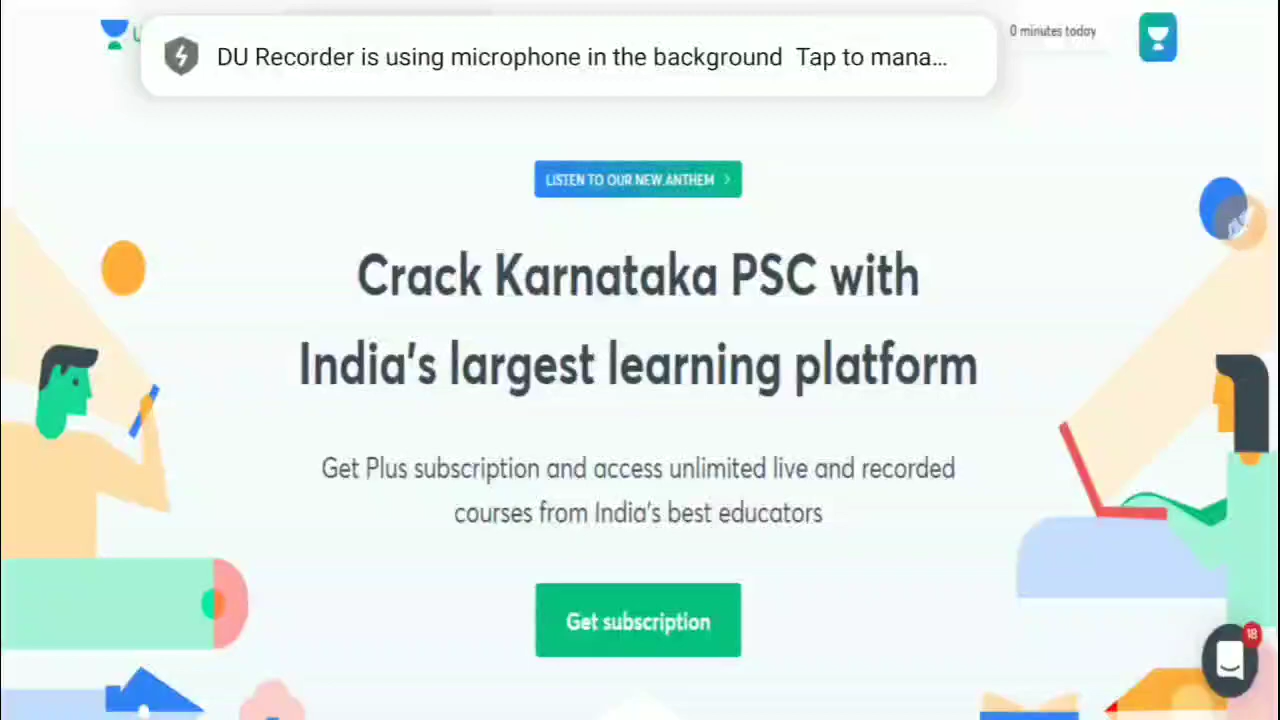 DU Recorder is using microphone in the background Tap to mana...
0 minutes today
LISTEN TO OUR NEW ANTHEM
Crack Karnataka PSC with
India's largest learning platform
Get Plus subscription and access unlimited live and recorded
courses from India's best educators
Get subscription
18